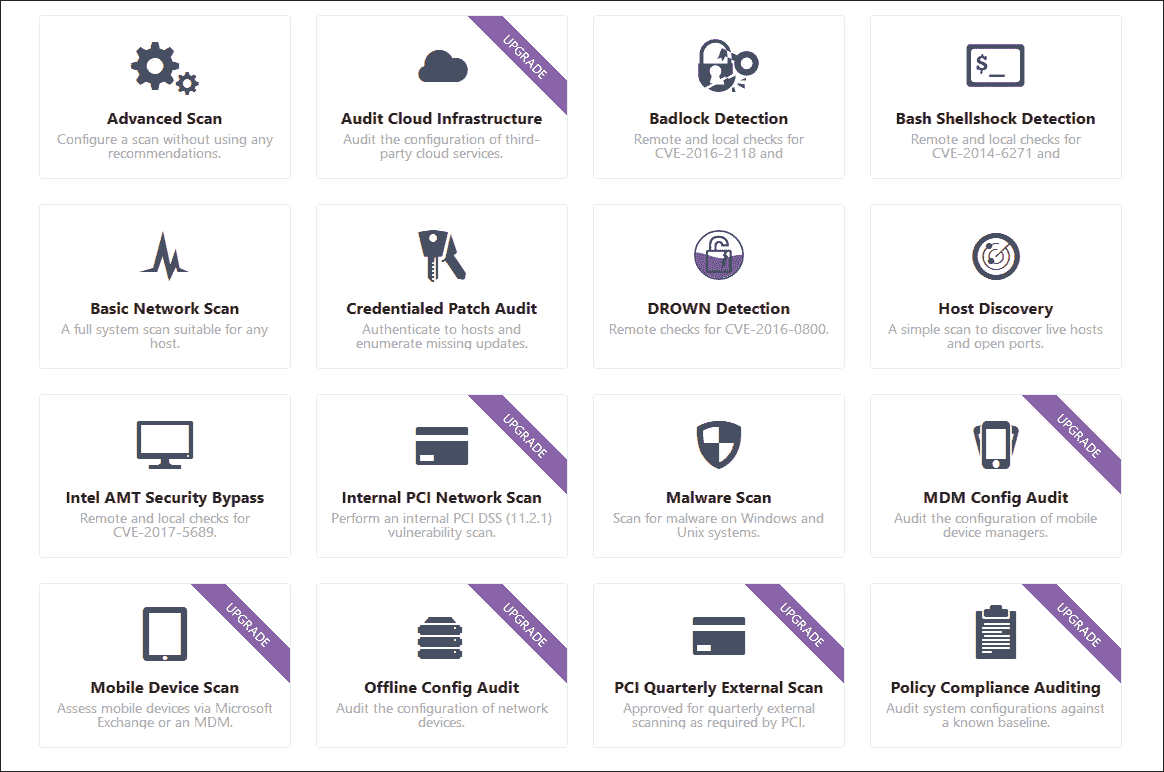 UPGRADE
$_
Advanced Scan
Configure a scan without using any
recommendations.
Audit Cloud Infrastructure
Audit the configuration of third-
party cloud services.
Badlock Detection
Remote and local checks for
CVE-2016-2118 and
Bash Shellshock Detection
Remote and local checks for
CVE-2014-6271 and
Basic Network Scan
A full system scan suitable for any
host.
Credentialed Patch Audit
Authenticate to hosts and
enumerate missing updates.
DROWN Detection
Remote checks for CVE-2016-0800.
Host Discovery
A simple scan to discover live hosts
and open ports.
UPGRADE
UPGRADE
Intel AMT Security Bypass
Remote and local checks for
CVE-2017-5689.
Internal PCI Network Scan
Perform an internal PCI DSS (11.2.1)
vulnerability scan.
Malware Scan
Scan for malware on Windows and
Unix systems.
MDM Config Audit
Audit the configuration of mobile
device managers.
UPGRADE
UPGRADE
UPGRADE
UPGRADE
Mobile Device Scan
Assess mobile devices via Microsoft
Exchange or an MDM.
Offline Config Audit
Audit the configuration of network
devices.
PCI Quarterly External Scan
Approved for quarterly external
scanning as required by PCI.
Policy Compliance Auditing
Audit system configurations against
a known baseline.